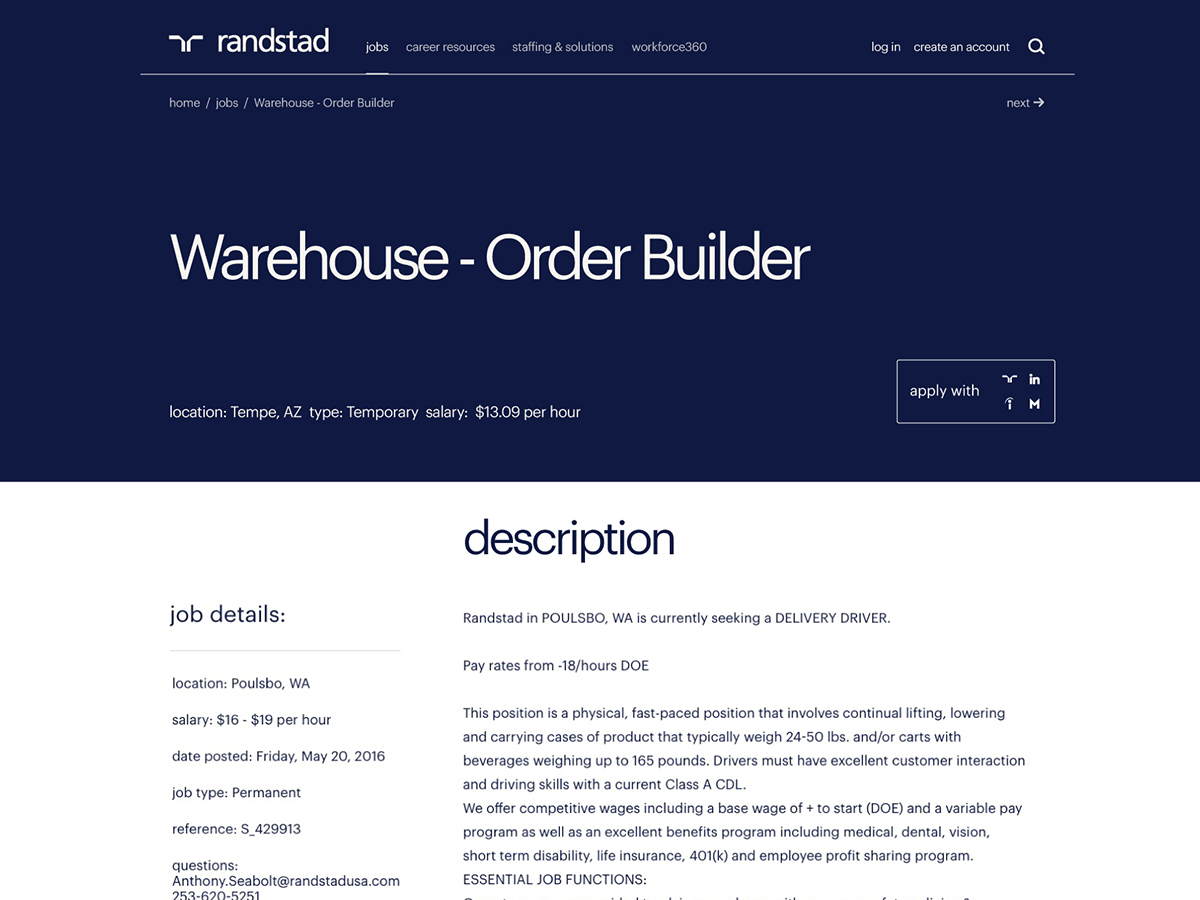 randstad
jobs career resources staffing & solutions workforce360
log in create an account
home / jobs / Warehouse - Order Builder
next →
Warehouse - Order Builder
location: Tempe, AZ type: Temporary salary: $13.09 per hour
apply with
description
job details:
location: Poulsbo, WA
salary: $16 - $19 per hour
date posted: Friday, May 20, 2016
job type: Permanent
reference: S_429913
questions:
Anthony.Seabolt@randstadusa.com
253-620-5251
Randstad in POULSBO, WA is currently seeking a DELIVERY DRIVER.
Pay rates from -18/hours DOE
This position is a physical, fast-paced position that involves continual lifting, lowering
and carrying cases of product that typically weigh 24-50 lbs. and/or carts with
beverages weighing up to 165 pounds. Drivers must have excellent customer interaction
and driving skills with a current Class A CDL.
We offer competitive wages including a base wage of + to start (DOE) and a variable pay
program as well as an excellent benefits program including medical, dental, vision,
short term disability, life insurance, 401(k) and employee profit sharing program.
ESSENTIAL JOB FUNCTIONS: